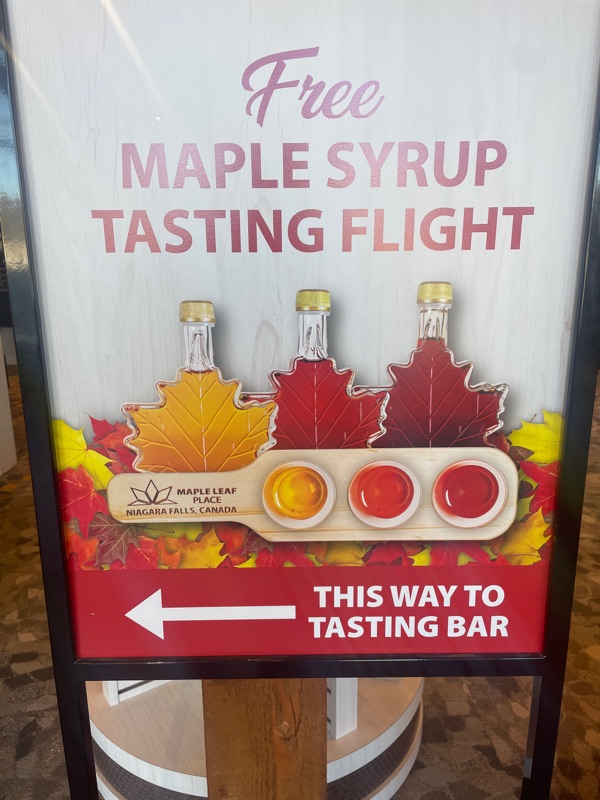 Free
MAPLE SYRUP
TASTING FLIGHT
MAPLE LEAF
PLACE
NIAGARA FALLS, CANADA
THIS WAY TO
TASTING BAR